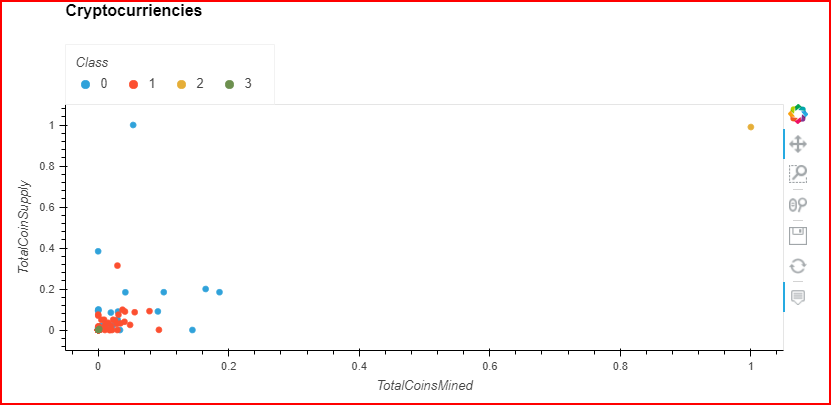 Cryptocurriencies
Class
0 1 2 3
TotalCoinSupply
1
0.8
0.6
0.4
0.2
0
0 0.2 0.4 0.6 0.8 1
TotalCoinsMined